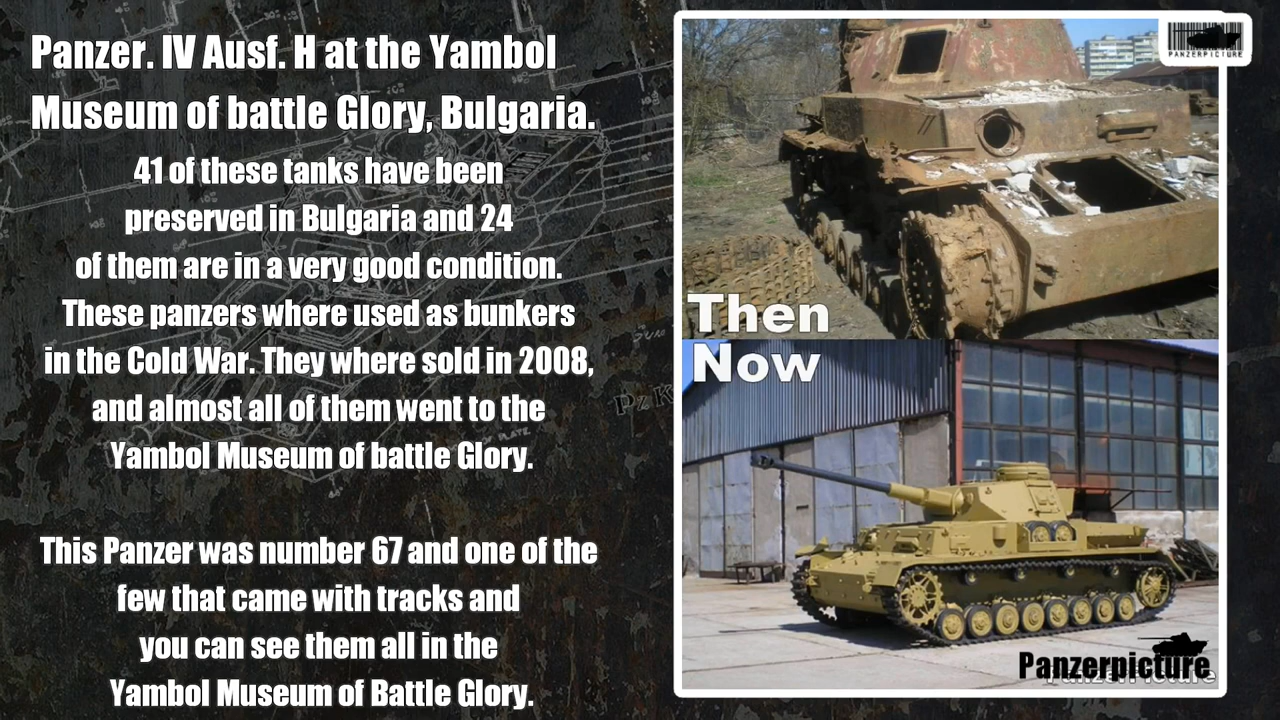 Panzer. IV Ausf. H at the Yambol
Museum of battle Glory, Bulgaria.
41 of these tanks have been
preserved in Bulgaria and 24
of them are in a very good condition.
These panzers where used as bunkers
in the Cold War. They where sold in 2008,
and almost all of them went to the
Yambol Museum of battle Glory.
This Panzer was number 67 and one of the
few that came with tracks and
you can see them all in the
Yambol Museum of Battle Glory.
PANZERPICTURE
Then
Now
Panzerpicture
PanzerPicture
Pz K
PLATZ